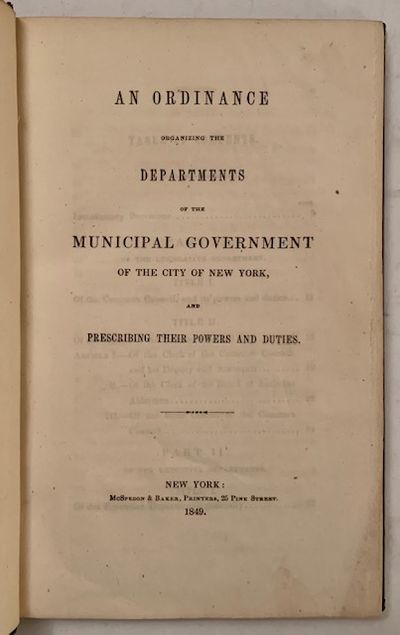 AN ORDINANCE
ORGANIZING THE
DEPARTMENTS
OF THE
MUNICIPAL GOVERNMENT
OF THE CITY OF NEW YORK,
AND
PRESCRIBING THEIR POWERS AND DUTIES.
NEW YORK:
McSpedon & Baker, Printers, 25 Pine Street.
1849.